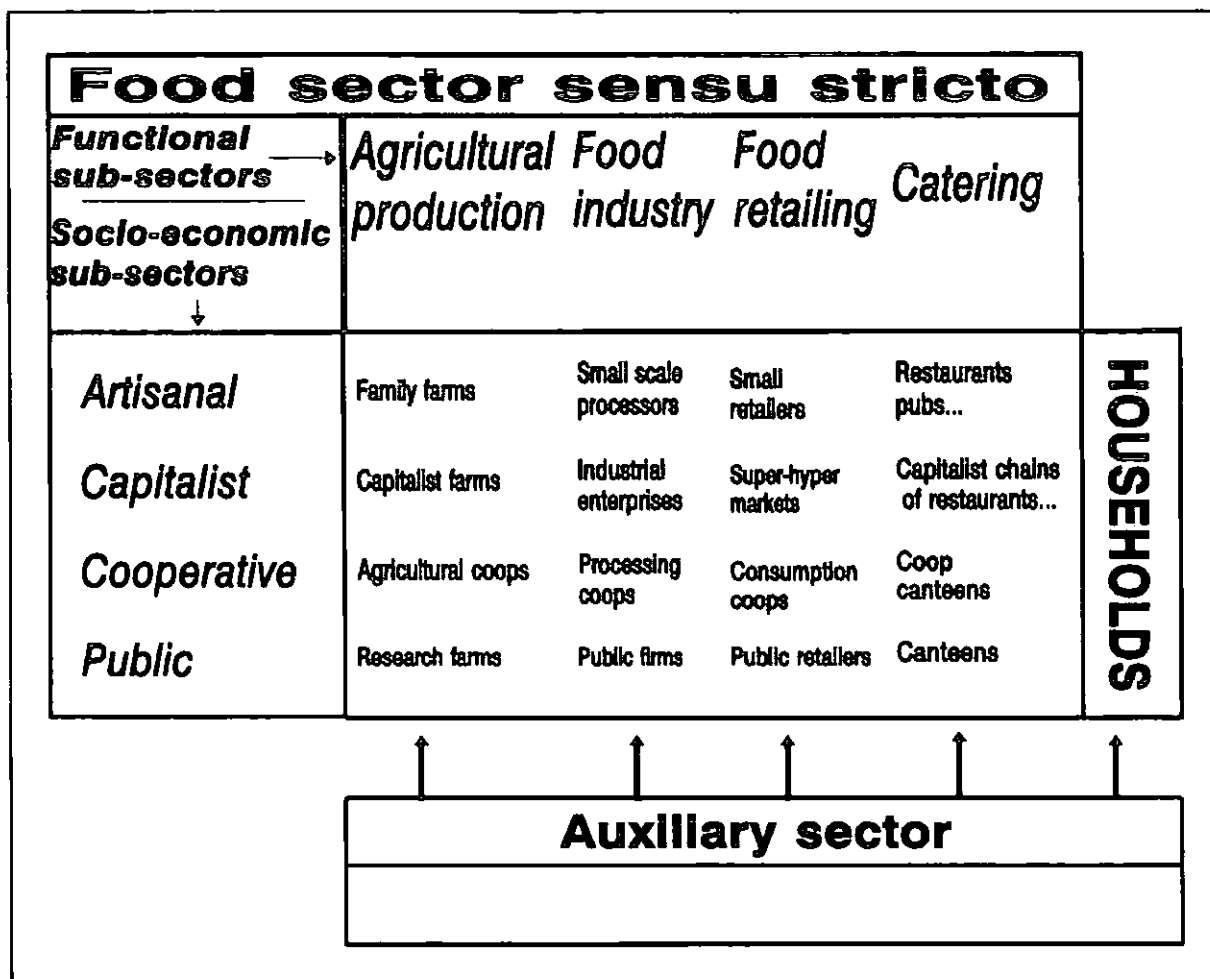 Food sector sensu stricto
Functional
sub-sectors
Socio-economic
sub-sectors
Agricultural
production
Food
industry
Food
retailing
Catering
Artisanal
Family farms
Small scale
processors
Small
retailers
Restaurants
pubs...
Capitalist
Capitalist farms
Industrial
enterprises
Super-hyper
markets
Capitalist chains
of restaurants...
Cooperative
Agricultural coops
Processing
coops
Consumption
coops
Coop
canteens
Public
Research farms
Public firms
Public retailers
Canteens
HOUSEHOLDS
Auxiliary sector